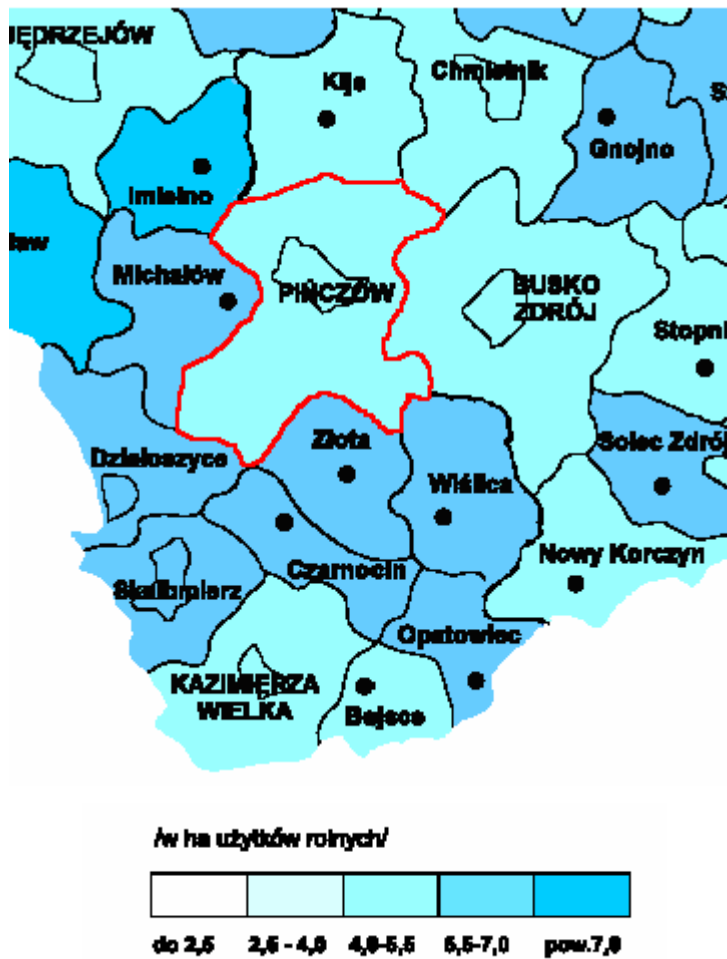 JĘDRZEJÓW
Kije
Chmielnik
Gnojno
Imielno
Michałów
PIŃCZÓW
BUSKO
ZDRÓJ
Stopni
Złota
Solec Zdrój
Działoszyce
Wiślica
Nowy Korczyn
Czarnocin
Skalbmierz
Opatowiec
KAZIMIERZA
WIELKA
Bejsce
/w ha użytków rolnych/
do 2,5 2,5 - 4,0 4,0-5,5 5,5-7,0 pow.7,0